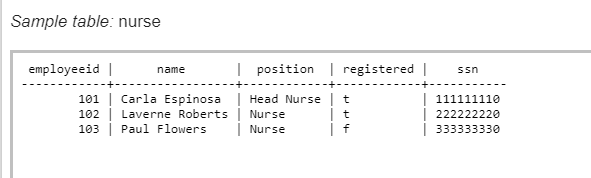 Sample table: nurse
employeeid | name | position | registered | ssn
------------+-----------------+------------+------------+-----------
101 | Carla Espinosa | Head Nurse | t | 111111110
102 | Laverne Roberts | Nurse | t | 222222220
103 | Paul Flowers | Nurse | f | 333333330